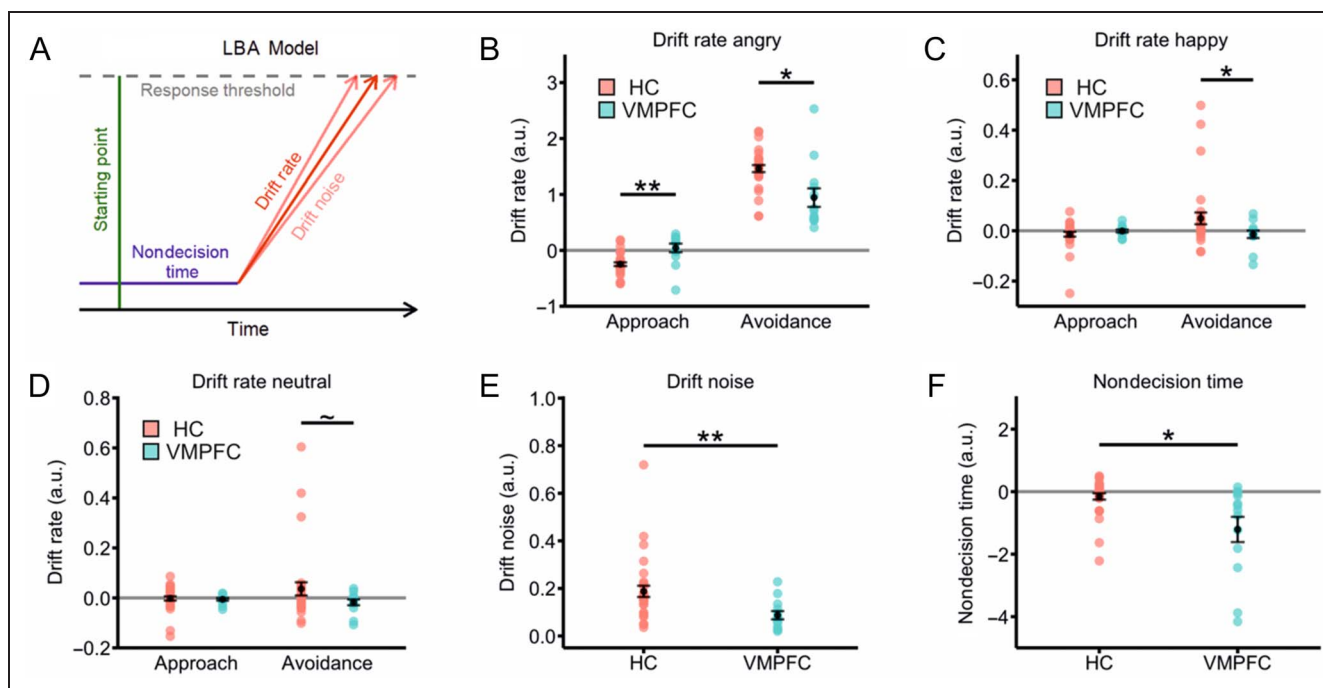 A
LBA Model
Response threshold
Starting point
Drift rate
Drift noise
Nondecision
time
Time
B
Drift rate angry
HC
VMPFC
*
**
Drift rate (a.u.)
3
2
1
0
−1
Approach
Avoidance
C
Drift rate happy
HC
VMPFC
*
Drift rate (a.u.)
0.6
0.4
0.2
0.0
−0.2
Approach
Avoidance
D
Drift rate neutral
HC
VMPFC
~
Drift rate (a.u.)
0.8
0.6
0.4
0.2
0.0
−0.2
Approach
Avoidance
E
Drift noise
**
Drift noise (a.u.)
1.0
0.8
0.6
0.4
0.2
0.0
HC
VMPFC
F
Nondecision time
*
Nondecision time (a.u.)
2
0
−2
−4
HC
VMPFC